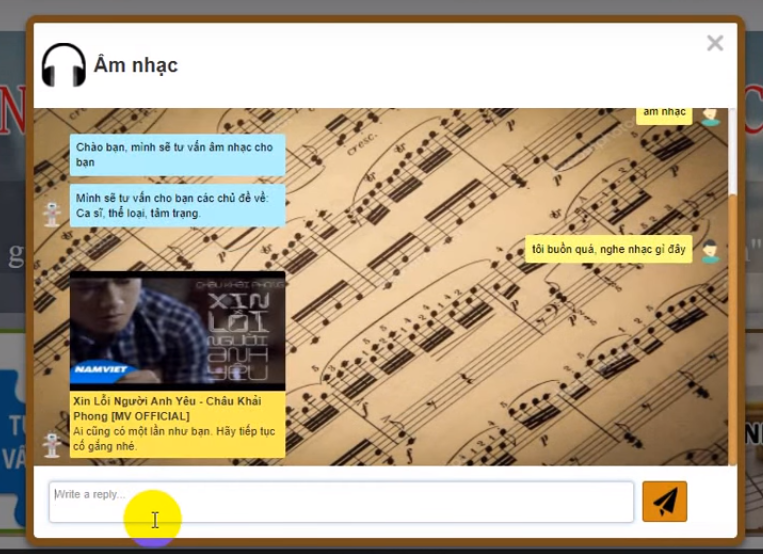 Âm nhạc
âm nhạc
Chào bạn, mình sẽ tư vấn âm nhạc cho
bạn
Mình sẽ tư vấn cho bạn các chủ đề về:
Ca sĩ, thể loại, tâm trạng.
tôi buồn quá, nghe nhạc gì đây
CHÂU KHẢI PHONG
XIN
LỖI
NGƯỜI
ANH
YÊU
NAMVIET
Xin Lỗi Người Anh Yêu - Châu Khải
Phong [MV OFFICIAL]
Ai cũng có một lần như bạn. Hãy tiếp tục
cố gắng nhé.
Write a reply...